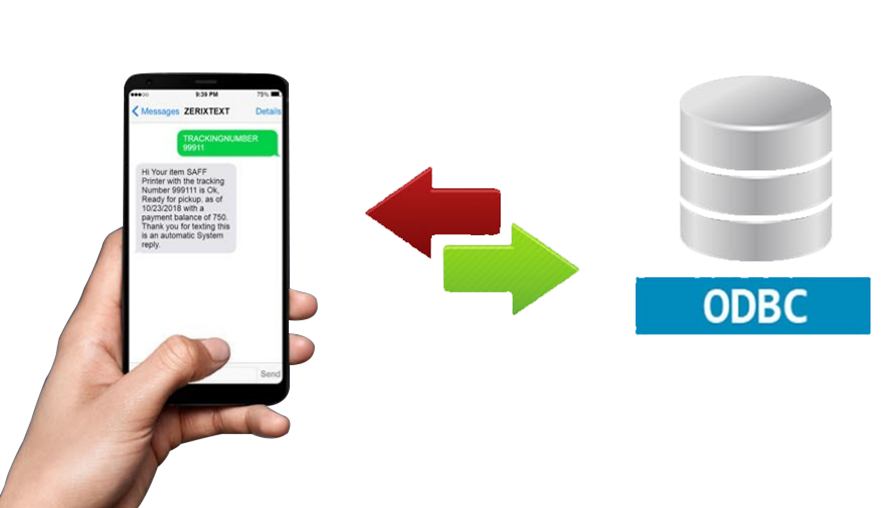 9:39 PM 75%
Messages ZERIXTEXT Details
TRACKINGNUMBER
99911
Hi Your item SAFF
Printer with the tracking
Number 999111 is Ok,
Ready for pickup. as of
10/23/2018 with a
payment balance of 750.
Thank you for texting this
is an automatic System
reply.
Send
ODBC